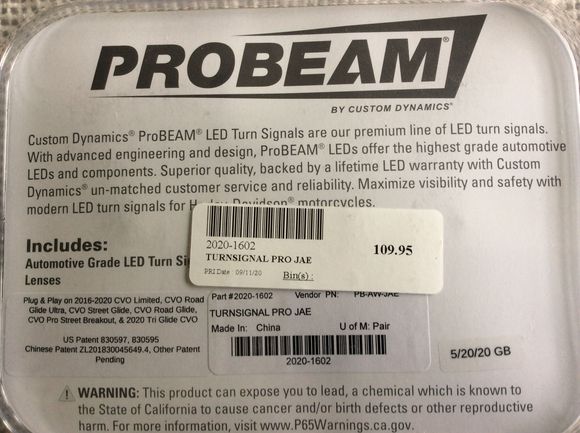 PROBEAM®
BY CUSTOM DYNAMICS®
Custom Dynamics® ProBEAM® LED Turn Signals are our premium line of LED turn signals.
With advanced engineering and design, ProBEAM® LEDs offer the highest grade automotive
LEDs and components. Superior quality, backed by a lifetime LED warranty with Custom
Dynamics® un-matched customer service and reliability. Maximize visibility and safety with
modern LED turn signals for Harley-Davidson® motorcycles.
2020-1602
TURNSIGNAL PRO JAE
109.95
PRI Date 09/11/20
Bin(s) :
Includes:
Automotive Grade LED Turn
Lenses
Plug & Play on 2016-2020 CVO Limited, CVO Road
Glide Ultra, CVO Street Glide, CVO Road Glide,
CVO Pro Street Breakout, & 2020 Tri Glide CVO
US Patent 830597, 830595
Chinese Patent ZL201830045649.4, Other Patent
Pending
Part #:2020-1602 Vendor PN: PB-AW-JAE
TURNSIGNAL PRO JAE
Made In: China U of M: Pair
2020-1602
5/20/20 GB
WARNING: This product can expose you to lead, a chemical which is known to
the State of California to cause cancer and/or birth defects or other reproductive
harm. For more information, visit www.P65Warnings.ca.gov.